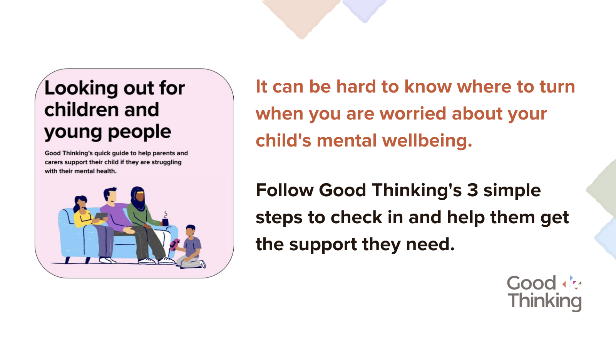 Looking out for
children and
young people
Good Thinking's quick guide to help parents and
carers support their child if they are struggling
with their mental health.
It can be hard to know where to turn
when you are worried about your
child's mental wellbeing.
Follow Good Thinking's 3 simple
steps to check in and help them get
the support they need.
Good
Thinking